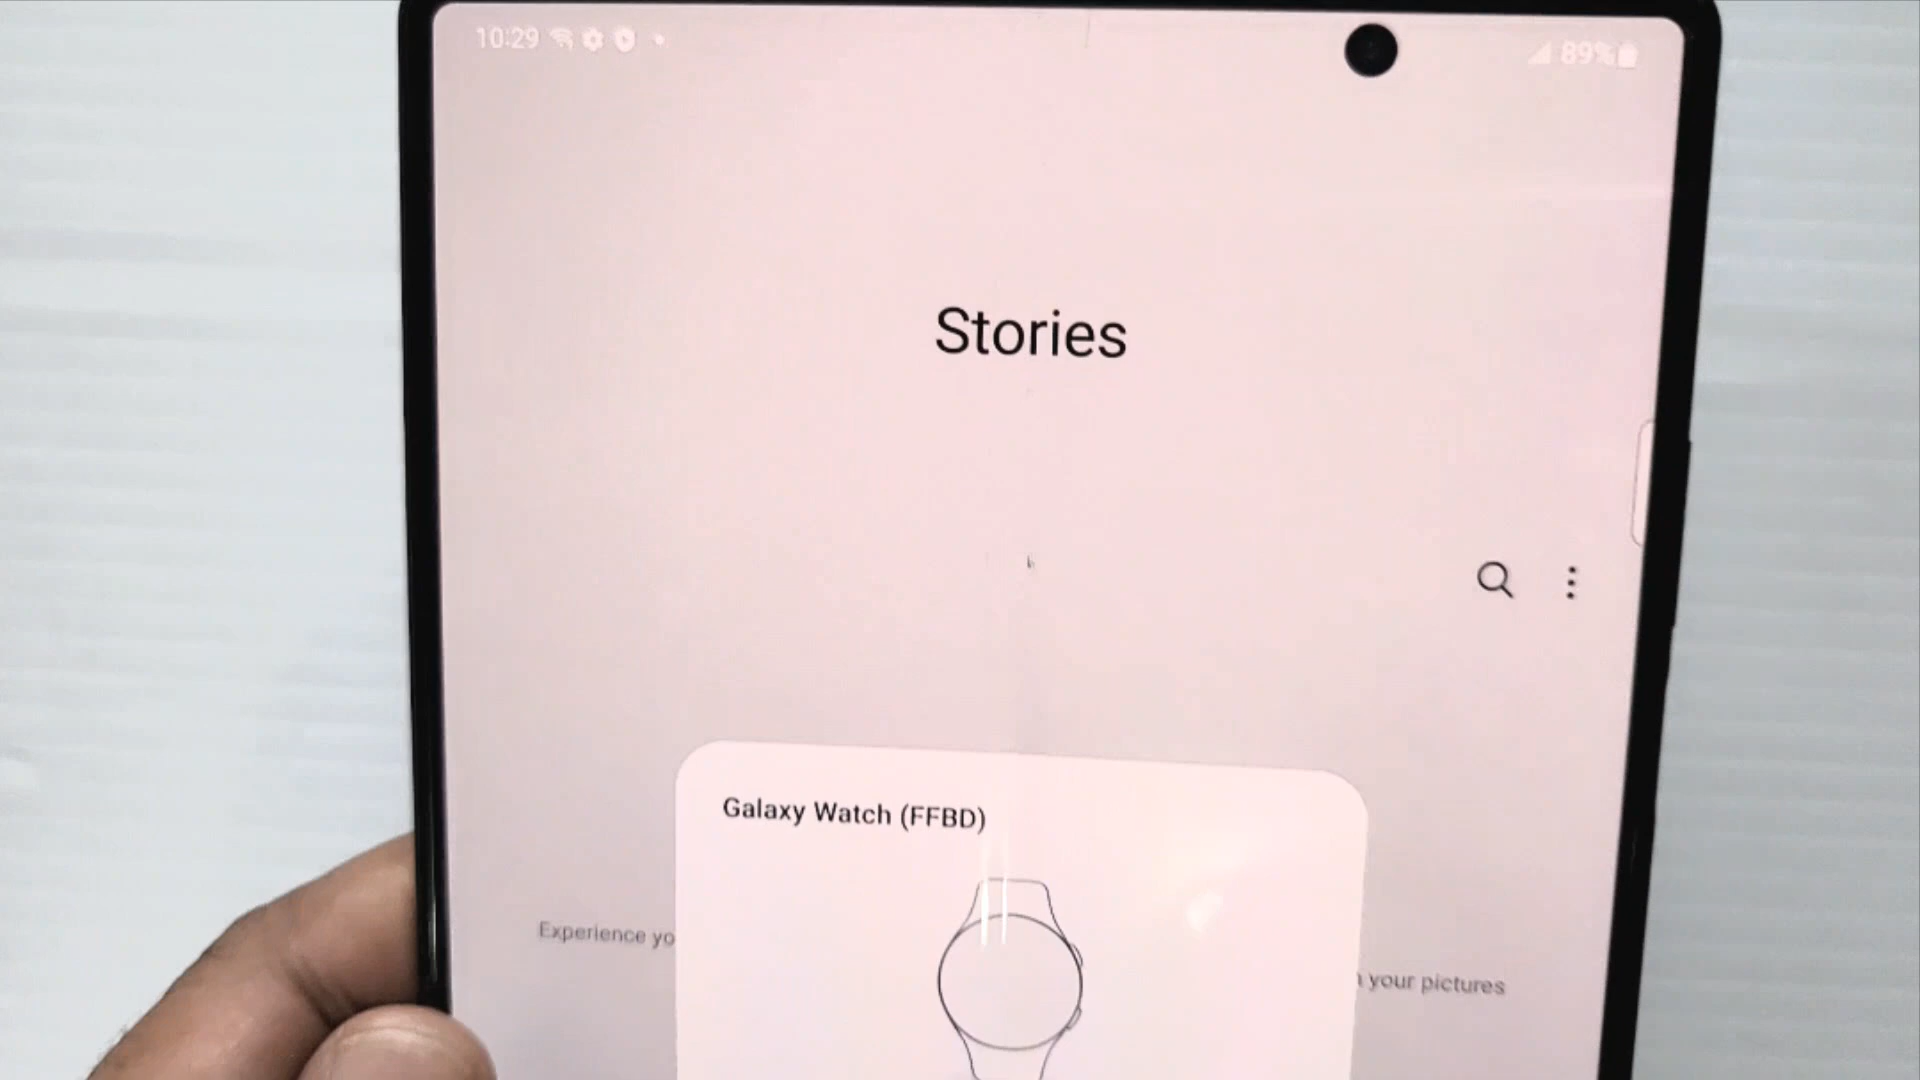 10:29
89%
Stories
Galaxy Watch (FFBD)
Experience yo
your pictures